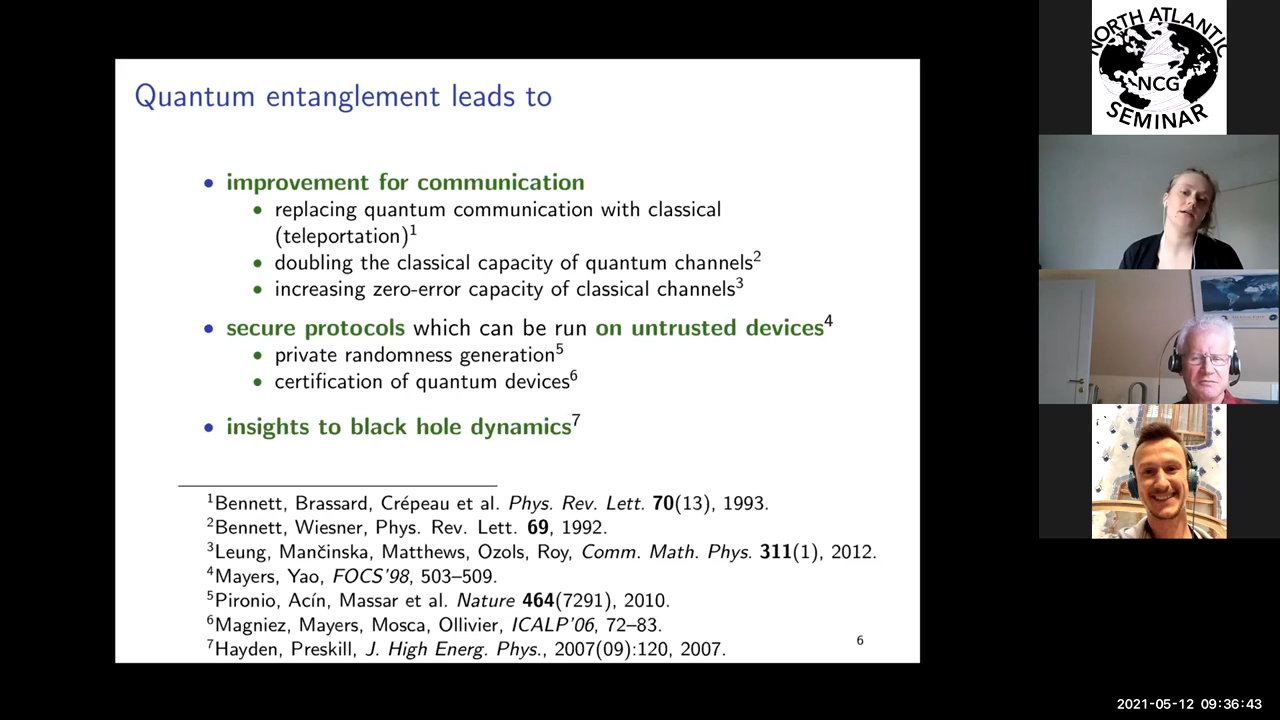 Quantum entanglement leads to
• improvement for communication
• replacing quantum communication with classical
(teleportation)1
• doubling the classical capacity of quantum channels2
• increasing zero-error capacity of classical channels3
• secure protocols which can be run on untrusted devices4
• private randomness generation5
• certification of quantum devices6
• insights to black hole dynamics7
1Bennett, Brassard, Crépeau et al. Phys. Rev. Lett. 70(13), 1993.
2Bennett, Wiesner, Phys. Rev. Lett. 69, 1992.
3Leung, Mančinska, Matthews, Ozols, Roy, Comm. Math. Phys. 311(1), 2012.
4Mayers, Yao, FOCS'98, 503–509.
5Pironio, Acín, Massar et al. Nature 464(7291), 2010.
6Magniez, Mayers, Mosca, Ollivier, ICALP'06, 72–83.
7Hayden, Preskill, J. High Energ. Phys., 2007(09):120, 2007.
6
NORTH ATLANTIC
NCG
SEMINAR
2021-05-12 09:36:43